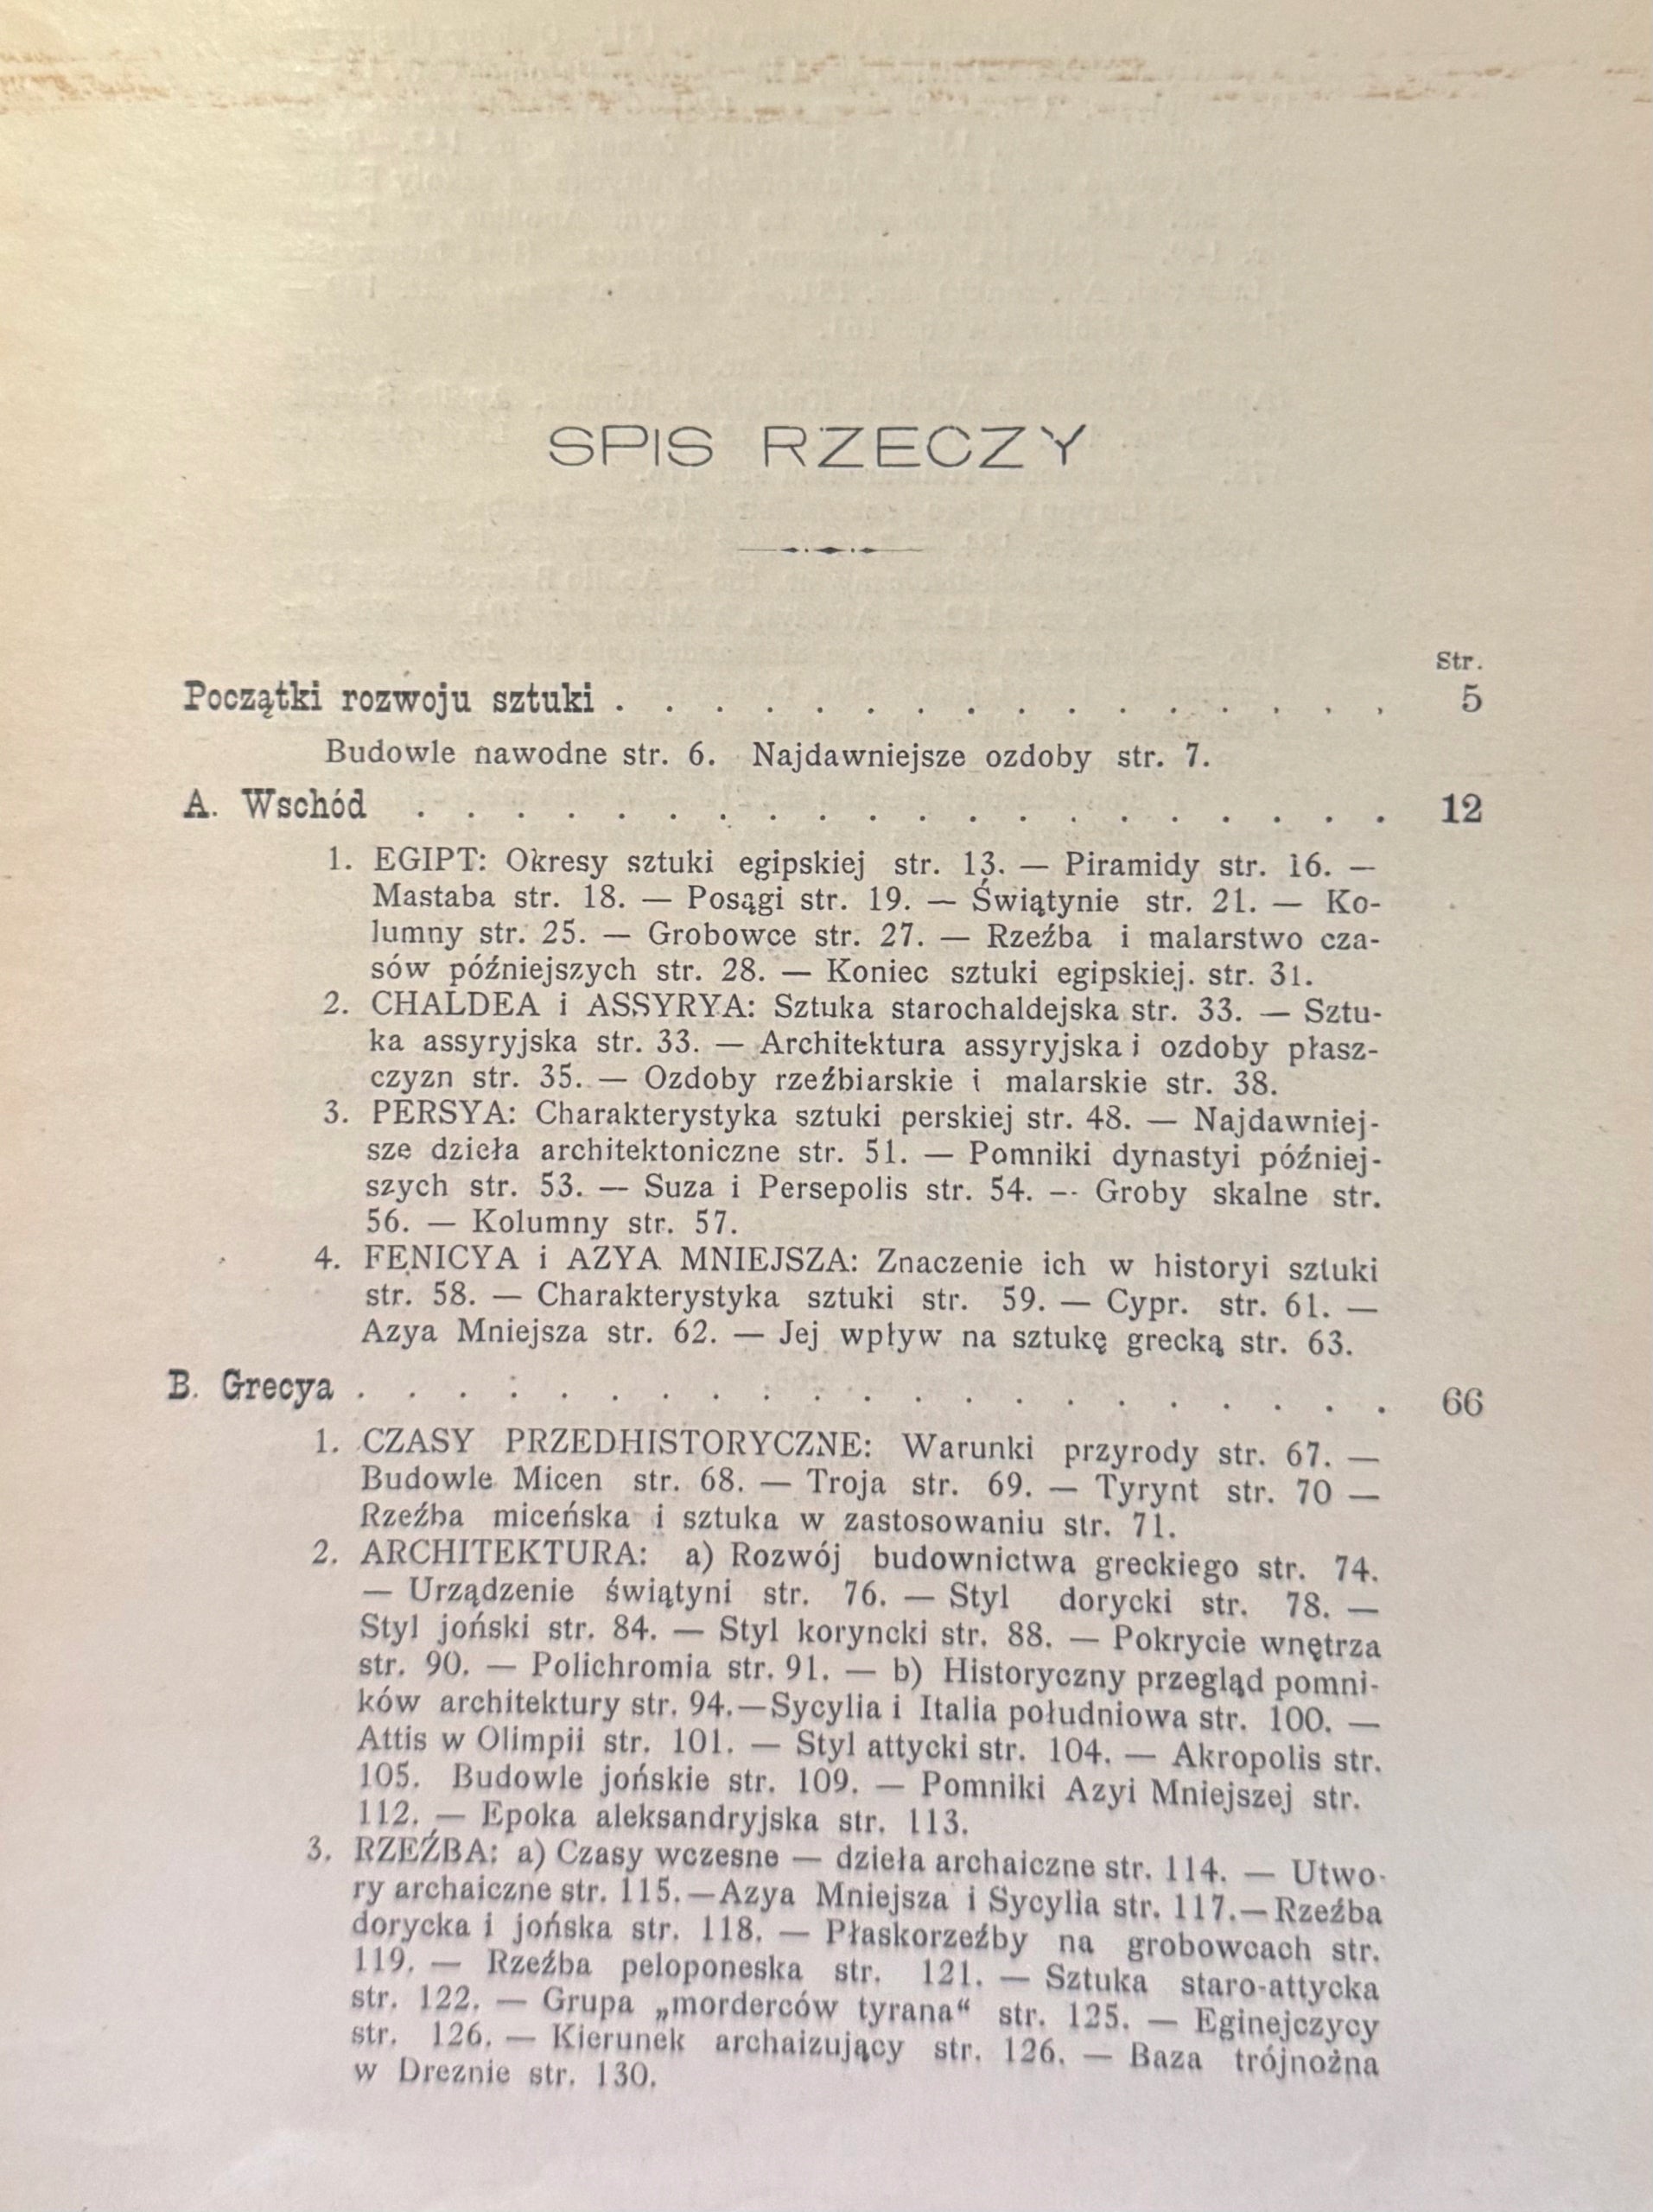 SPIS RZECZY
Str.
Początki rozwoju sztuki . . . . . . . . . . . . . . . . 5
Budowle nawodne str. 6. Najdawniejsze ozdoby str. 7.
A. Wschód . . . . . . . . . . . . . . . . . . . . 12
1. EGIPT: Okresy sztuki egipskiej str. 13. — Piramidy str. 16. —
Mastaba str. 18. — Posągi str. 19. — Świątynie str. 21. — Ko-
lumny str. 25. — Grobowce str. 27. — Rzeźba i malarstwo cza-
sów późniejszych str. 28. — Koniec sztuki egipskiej. str. 31.
2. CHALDEA i ASSYRYA: Sztuka starochaldejska str. 33. — Sztu-
ka assyryjska str. 33. — Architektura assyryjska i ozdoby płasz-
czyzn str. 35. — Ozdoby rzeźbiarskie i malarskie str. 38.
3. PERSYA: Charakterystyka sztuki perskiej str. 48. — Najdawniej-
sze dzieła architektoniczne str. 51. — Pomniki dynastyi później-
szych str. 53. — Suza i Persepolis str. 54. — Groby skalne str.
56. — Kolumny str. 57.
4. FENICYA i AZYA MNIEJSZA: Znaczenie ich w historyi sztuki
str. 58. — Charakterystyka sztuki str. 59. — Cypr. str. 61. —
Azya Mniejsza str. 62. — Jej wpływ na sztukę grecką str. 63.
B. Grecya . . . . . . . . . . . . . . . . . . . . . 66
1. CZASY PRZEDHISTORYCZNE: Warunki przyrody str. 67. —
Budowle Micen str. 68. — Troja str. 69. — Tyrynt str. 70 —
Rzeźba miceńska i sztuka w zastosowaniu str. 71.
2. ARCHITEKTURA: a) Rozwój budownictwa greckiego str. 74.
— Urządzenie świątyni str. 76. — Styl dorycki str. 78. —
Styl joński str. 84. — Styl koryncki str. 88. — Pokrycie wnętrza
str. 90. — Polichromia str. 91. — b) Historyczny przegląd pomni-
ków architektury str. 94.—Sycylia i Italia południowa str. 100. —
Attis w Olimpii str. 101. — Styl attycki str. 104. — Akropolis str.
105. Budowle jońskie str. 109. — Pomniki Azyi Mniejszej str.
112. — Epoka aleksandryjska str. 113.
3. RZEŹBA: a) Czasy wczesne — dzieła archaiczne str. 114. — Utwo-
ry archaiczne str. 115.—Azya Mniejsza i Sycylia str. 117.—Rzeźba
dorycka i jońska str. 118. — Płaskorzeźby na grobowcach str.
119. — Rzeźba peloponeska str. 121. — Sztuka staro-attycka
str. 122. — Grupa „morderców tyrana“ str. 125. — Eginejczycy
str. 126. — Kierunek archaizujący str. 126. — Baza trójnożna
w Dreznie str. 130.